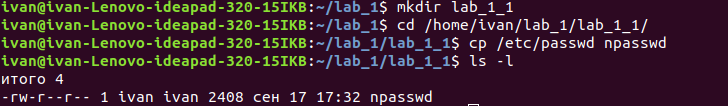 ivan@ivan-Lenovo-ideapad-320-15IKB:~/lab_1$ mkdir lab_1_1
ivan@ivan-Lenovo-ideapad-320-15IKB:~/lab_1$ cd /home/ivan/lab_1/lab_1_1/
ivan@ivan-Lenovo-ideapad-320-15IKB:~/lab_1/lab_1_1$ cp /etc/passwd npasswd
ivan@ivan-Lenovo-ideapad-320-15IKB:~/lab_1/lab_1_1$ ls -l
итого 4
-rw-r--r-- 1 ivan ivan 2408 сен 17 17:32 npasswd